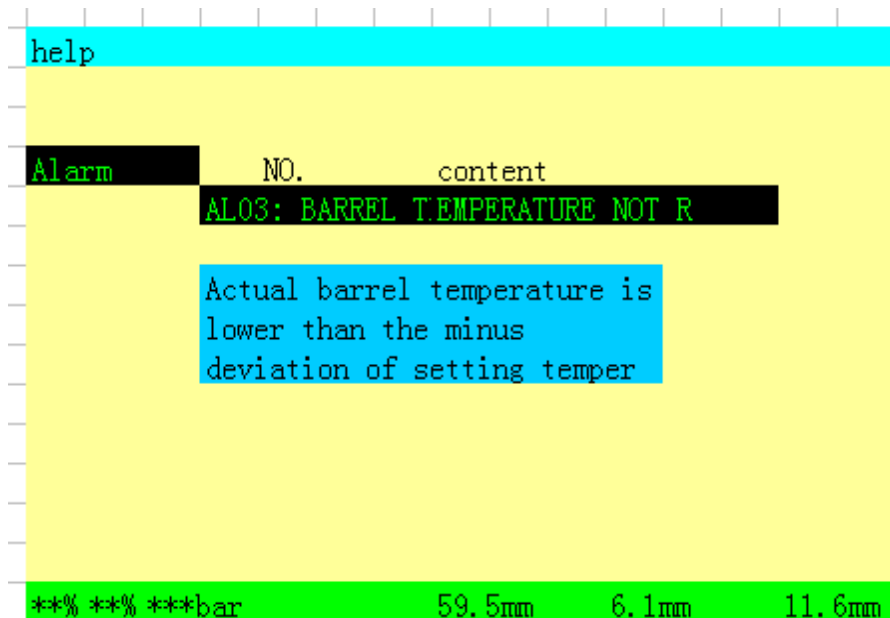 help
Alarm NO. content
AL03: BARREL TEMPERATURE NOT R
Actual barrel temperature is
lower than the minus
deviation of setting temper
**% **% ***bar 59.5mm 6.1mm 11.6mm